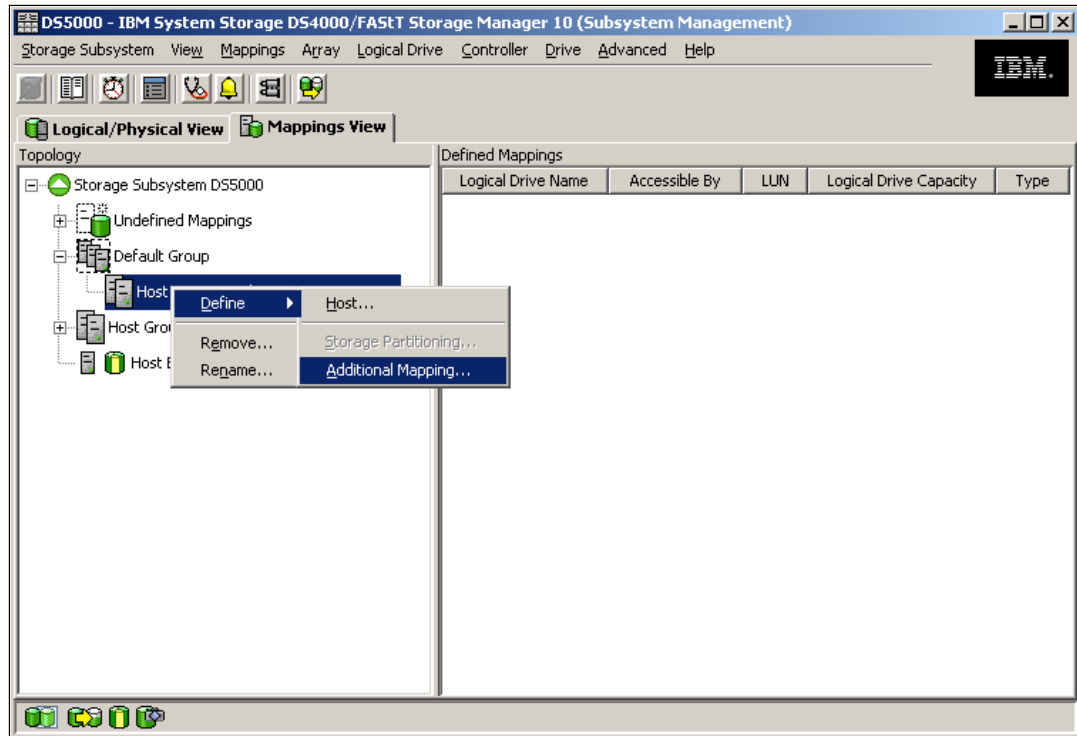 DS5000 - IBM System Storage DS4000/FAStT Storage Manager 10 (Subsystem Management)
Storage Subsystem View Mappings Array Logical Drive Controller Drive Advanced Help
IBM.
Logical/Physical View Mappings View
Topology
Defined Mappings
Logical Drive Name Accessible By LUN Logical Drive Capacity Type
Storage Subsystem DS5000
Undefined Mappings
Default Group
Host
Define Host...
Host
Remove... Storage Partitioning...
Host
Rename... Additional Mapping...